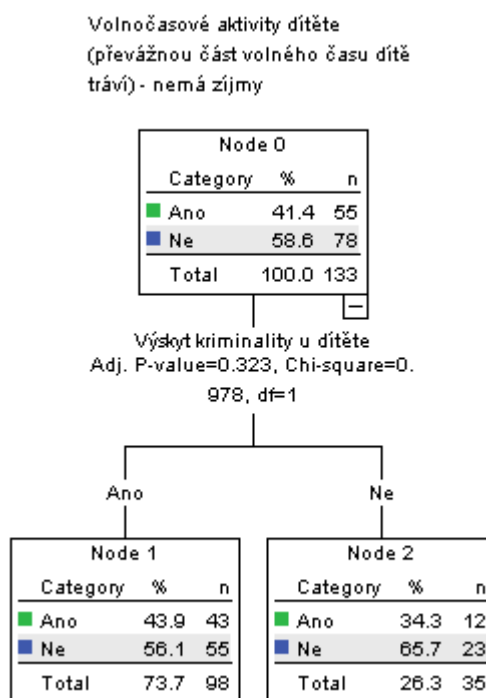 Volnočasové aktivity dítěte
(převážnou část volného času dítě
tráví) - nemá zíjmy
Node 0
Category % n
Ano 41.4 55
Ne 58.6 78
Total 100.0 133
Výskyt kriminality u dítěte
Adj. P-value=0.323, Chi-square=0.
978, df=1
Ano
Ne
Node 1
Category % n
Ano 43.9 43
Ne 56.1 55
Total 73.7 98
Node 2
Category % n
Ano 34.3 12
Ne 65.7 23
Total 26.3 35